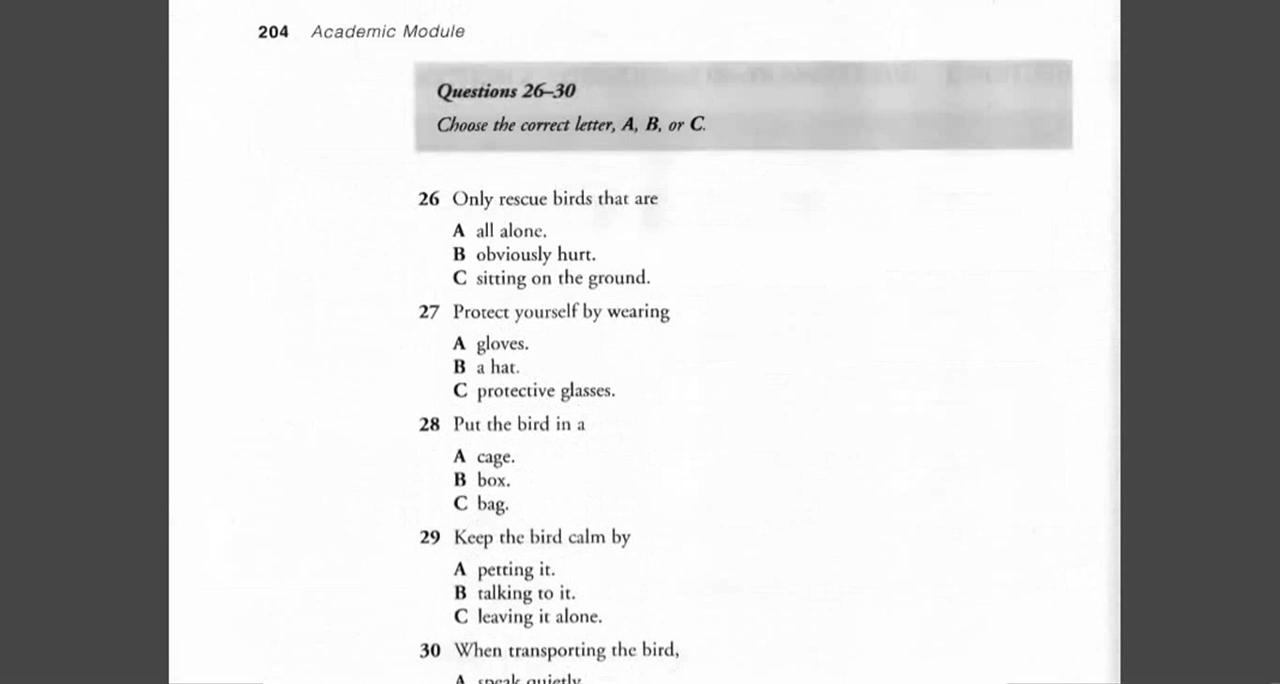 204 Academic Module
Questions 26–30
Choose the correct letter, A, B, or C.
26 Only rescue birds that are
A all alone.
B obviously hurt.
C sitting on the ground.
27 Protect yourself by wearing
A gloves.
B a hat.
C protective glasses.
28 Put the bird in a
A cage.
B box.
C bag.
29 Keep the bird calm by
A petting it.
B talking to it.
C leaving it alone.
30 When transporting the bird,
A speak quietly